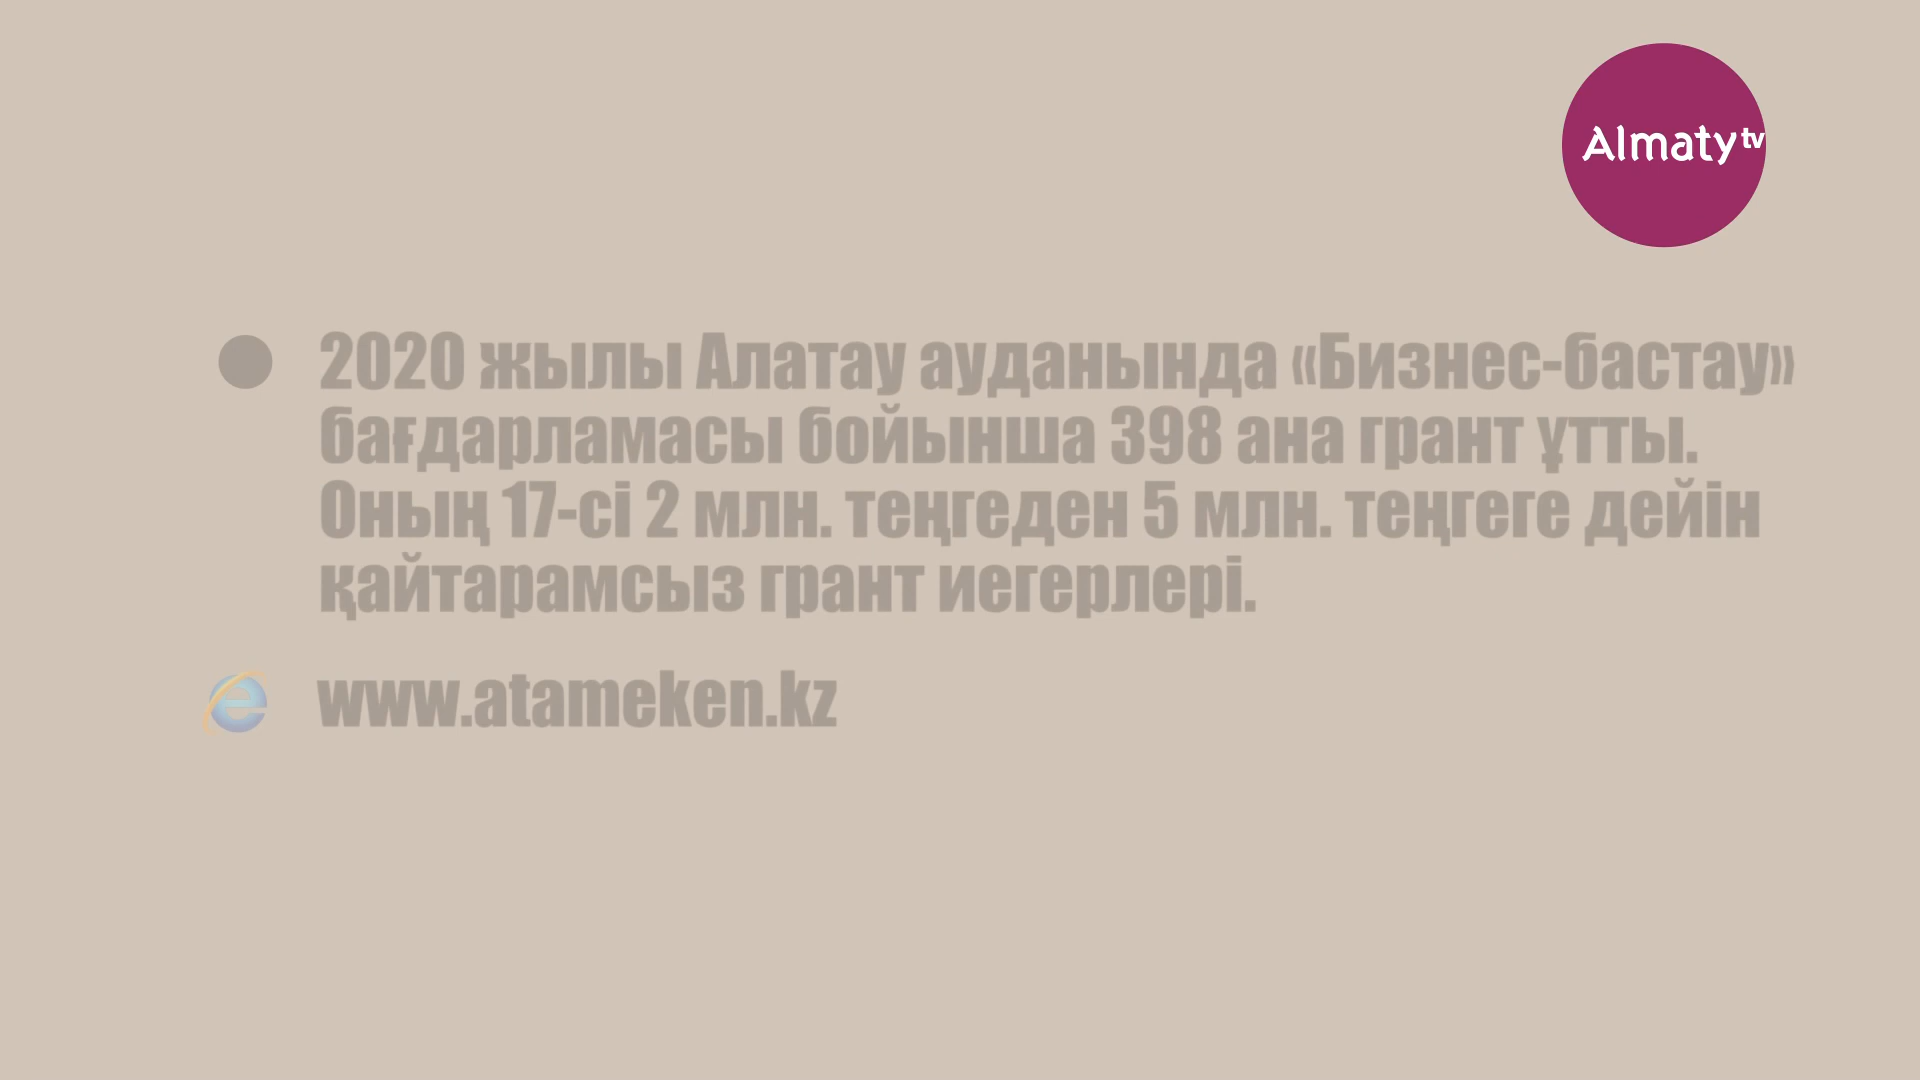 Almaty tv
2020 жылы Алатау ауданында «Бизнес-бастау»
бағдарламасы бойынша 398 ана грант ұтты.
Оның 17-сі 2 млн. теңгеден 5 млн. теңгеге дейін
қайтарамсыз грант иегерлері.
www.atameken.kz